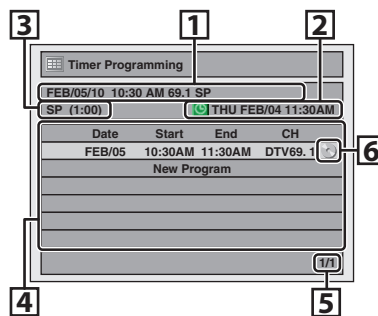 3 1 2
Timer Programming
FEB/05/10 10:30 AM 69.1 SP
SP (1:00) THU FEB/04 11:30AM
Date Start End CH
FEB/05 10:30AM 11:30AM DTV69. 1
6
New Program
1/1
4 5